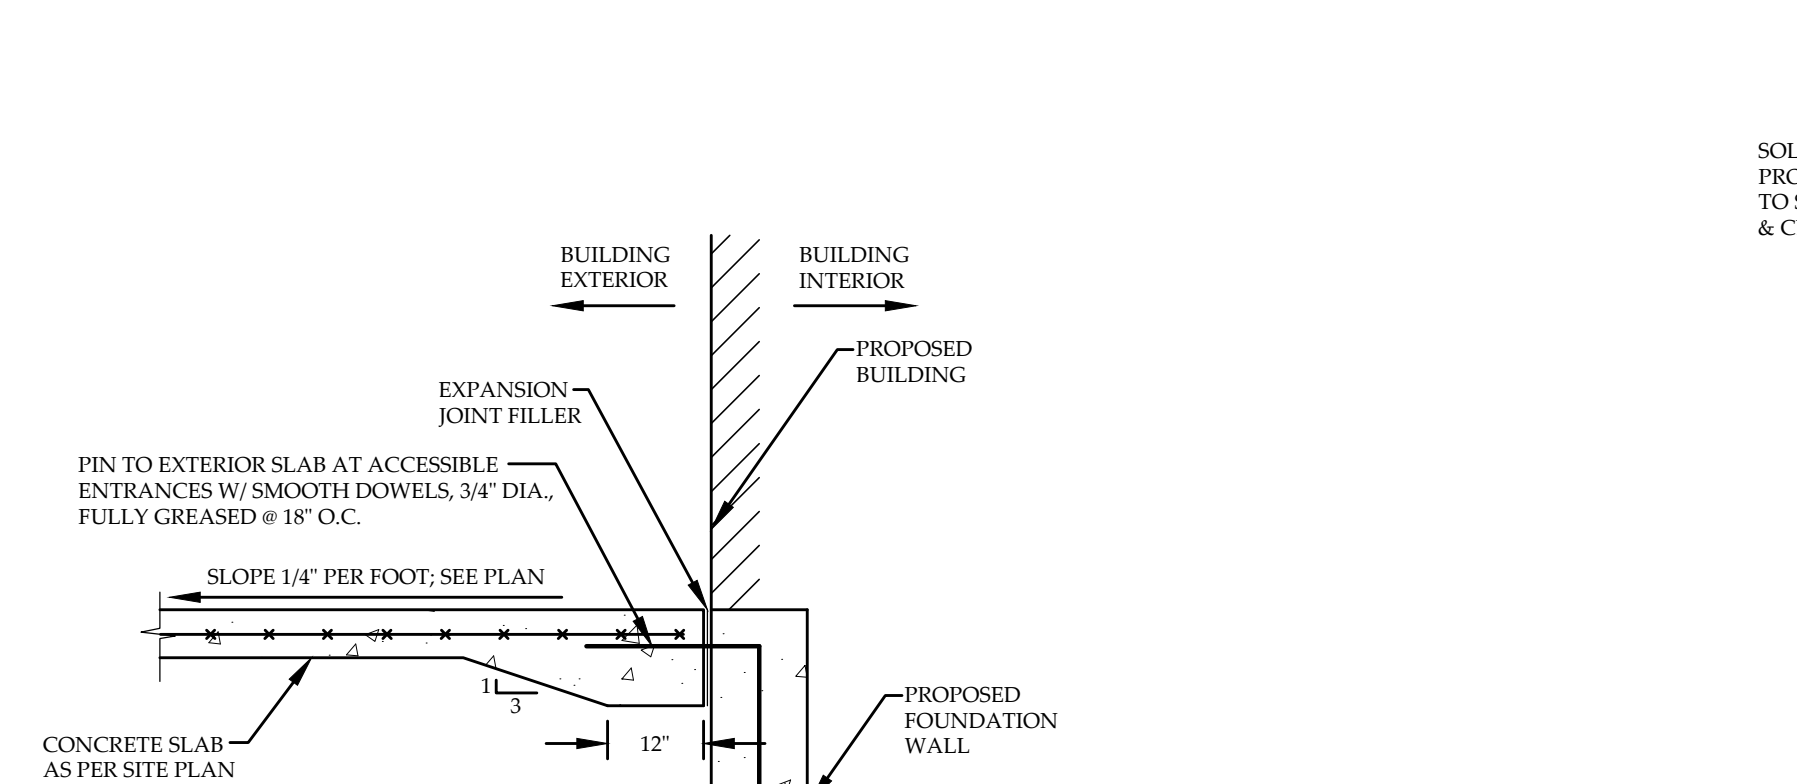 BUILDING
EXTERIOR
BUILDING
INTERIOR
PROPOSED
BUILDING
EXPANSION
JOINT FILLER
PIN TO EXTERIOR SLAB AT ACCESSIBLE
ENTRANCES W/ SMOOTH DOWELS, 3/4" DIA.,
FULLY GREASED @ 18" O.C.
SLOPE 1/4" PER FOOT; SEE PLAN
1
3
12"
PROPOSED
FOUNDATION
WALL
CONCRETE SLAB
AS PER SITE PLAN
TO
&